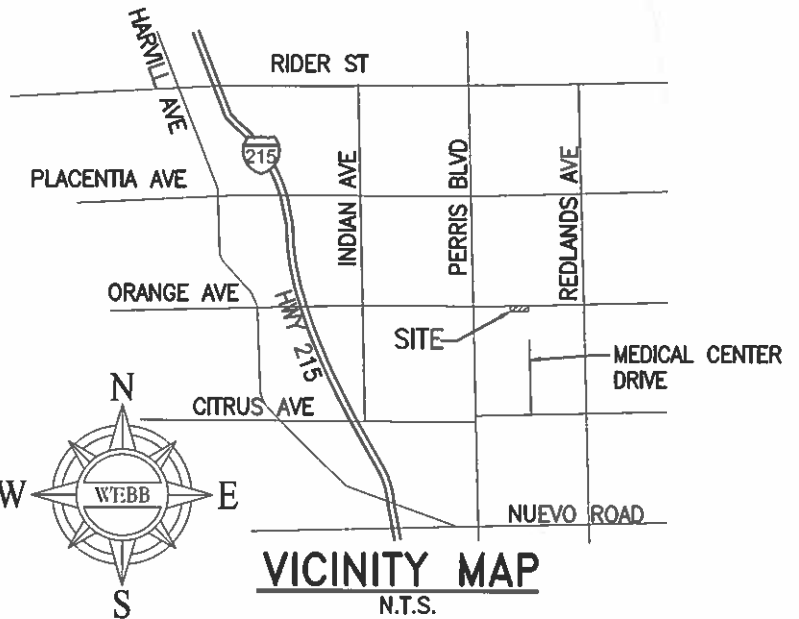 HARVILL AVE
RIDER ST
215
PLACENTIA AVE
INDIAN AVE
PERRIS BLVD
REDLANDS AVE
ORANGE AVE
HWY 215
SITE
MEDICAL CENTER
DRIVE
CITRUS AVE
N
W
WEBB
E
S
NUEVO ROAD
VICINITY MAP
N.T.S.